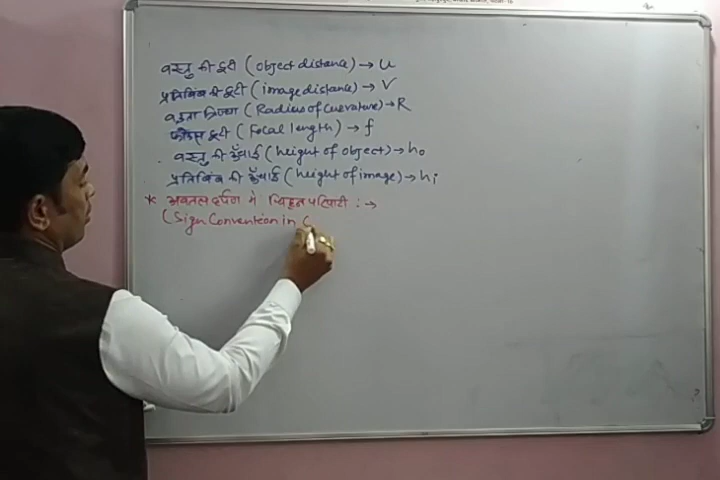 वस्तु की दूरी (object distance) → u
प्रतिबिंब की दूरी (image distance) → v
वक्रता त्रिज्या (Radius of curvature) → R
फोकस दूरी (Focal length) → f
वस्तु की ऊँचाई (height of object) → ho
प्रतिबिंब की ऊँचाई (height of image) → hi
* अवतल दर्पण में चिह्न परिपाटी : →
(Sign Convention in C